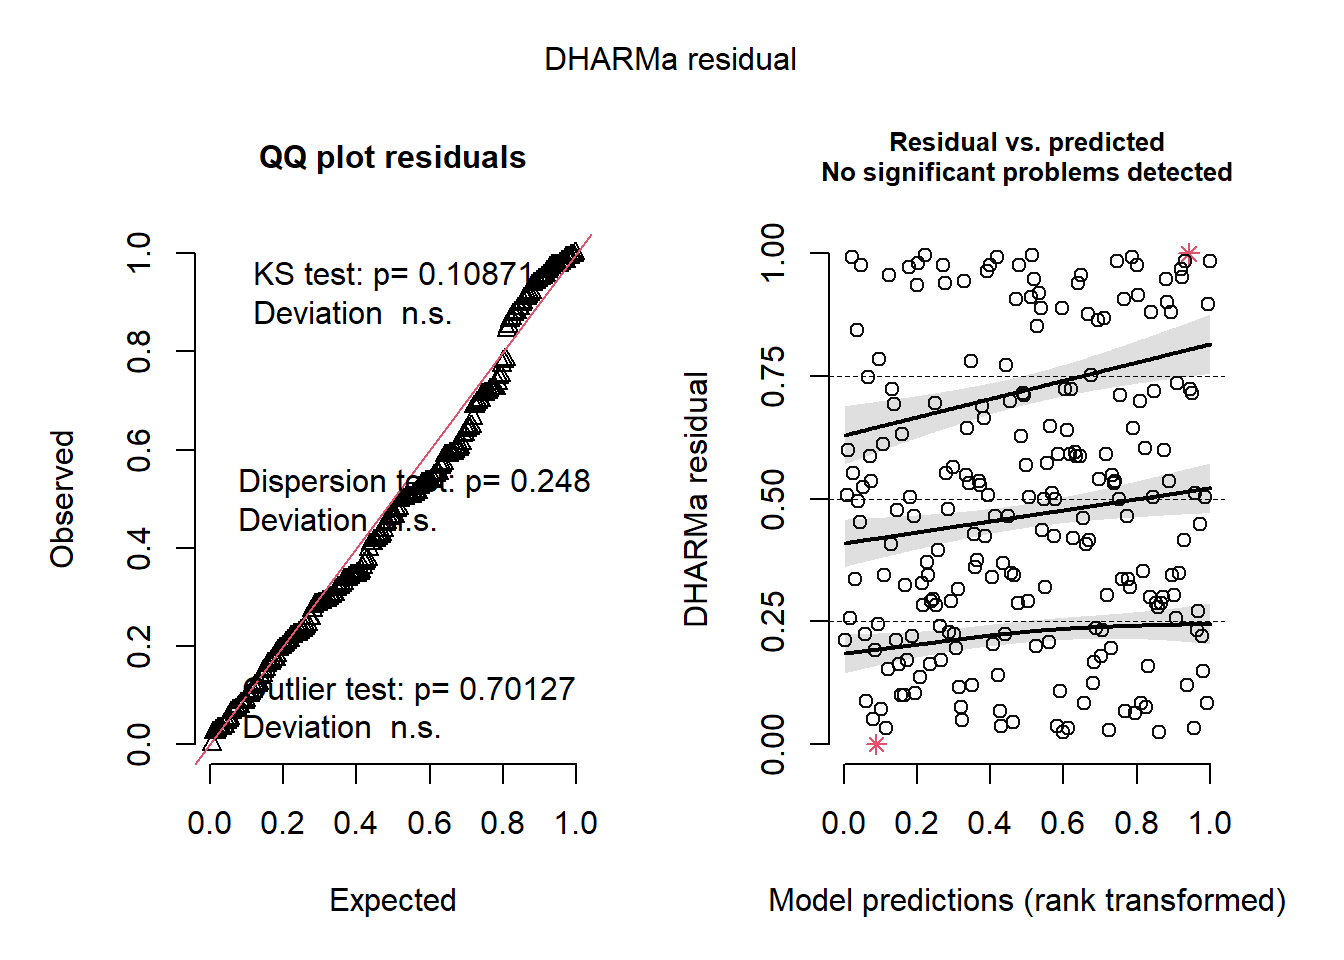 DHARMa residual
QQ plot residuals
KS test: p= 0.10871
Deviation  n.s.
Dispersion test: p= 0.248
Deviation  n.s.
Outlier test: p= 0.70127
Deviation  n.s.
Observed
0.0 0.2 0.4 0.6 0.8 1.0
0.0 0.2 0.4 0.6 0.8 1.0
Expected
Residual vs. predicted
No significant problems detected
DHARMa residual
0.00 0.25 0.50 0.75 1.00
0.0 0.2 0.4 0.6 0.8 1.0
Model predictions (rank transformed)